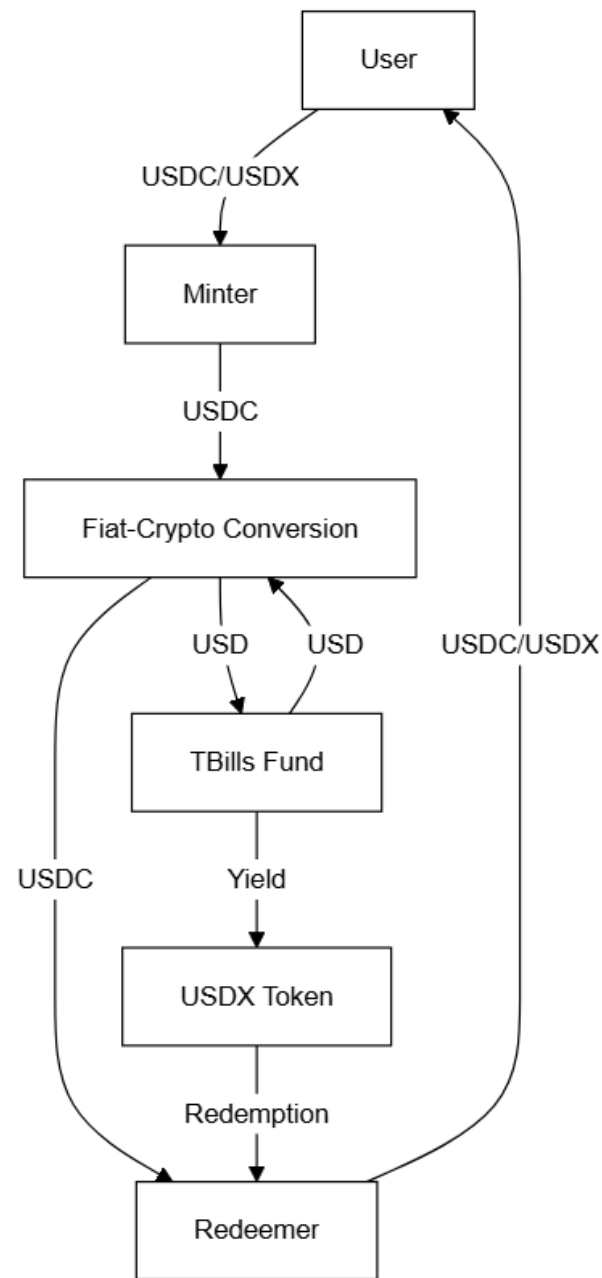 User
USDC/USDX
Minter
USDC
Fiat-Crypto Conversion
USD
USD
USDC/USDX
TBills Fund
USDC
Yield
USDX Token
Redemption
Redeemer